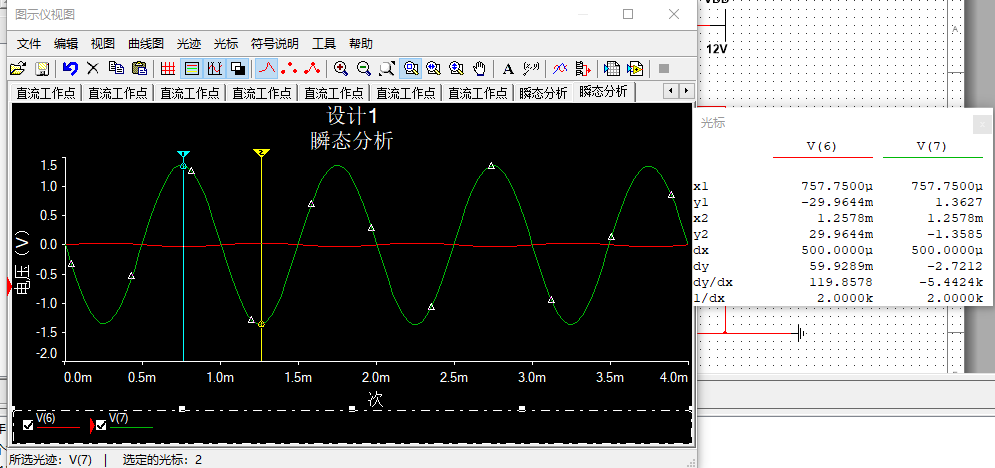 图示仪视图
VDD
12V
文件 编辑 视图 曲线图 光迹 光标 符号说明 工具 帮助
直流工作点 直流工作点 直流工作点 直流工作点 直流工作点 直流工作点 直流工作点 瞬态分析 瞬态分析
设计1
瞬态分析
1 2
电压（V）
1.5
1.0
0.5
0.0
-0.5
-1.0
-1.5
-2.0
0.0m 0.5m 1.0m 1.5m 2.0m 2.5m 3.0m 3.5m 4.0m
次
V(6) V(7)
所选光迹：V(7) | 选定的光标：2
光标
V(6) V(7)
x1 757.7500μ 757.7500μ
y1 -29.9644m 1.3627
x2 1.2578m 1.2578m
y2 29.9644m -1.3585
dx 500.0000μ 500.0000μ
dy 59.9289m -2.7212
dy/dx 119.8578 -5.4424k
1/dx 2.0000k 2.0000k
A